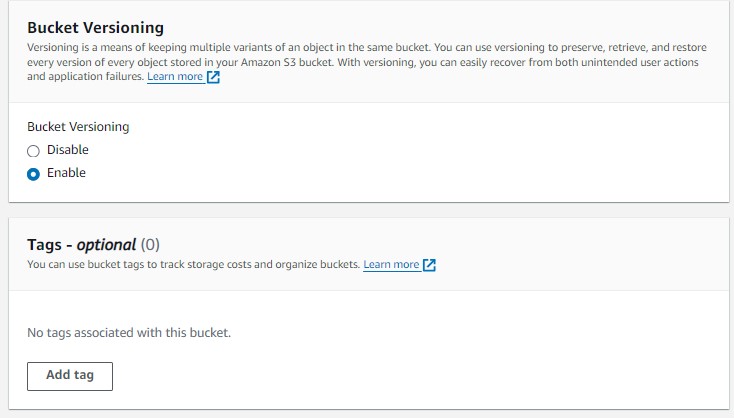 Bucket Versioning
Versioning is a means of keeping multiple variants of an object in the same bucket. You can use versioning to preserve, retrieve, and restore
every version of every object stored in your Amazon S3 bucket. With versioning, you can easily recover from both unintended user actions
and application failures. Learn more
Bucket Versioning
Disable
Enable
Tags - optional (0)
You can use bucket tags to track storage costs and organize buckets. Learn more
No tags associated with this bucket.
Add tag